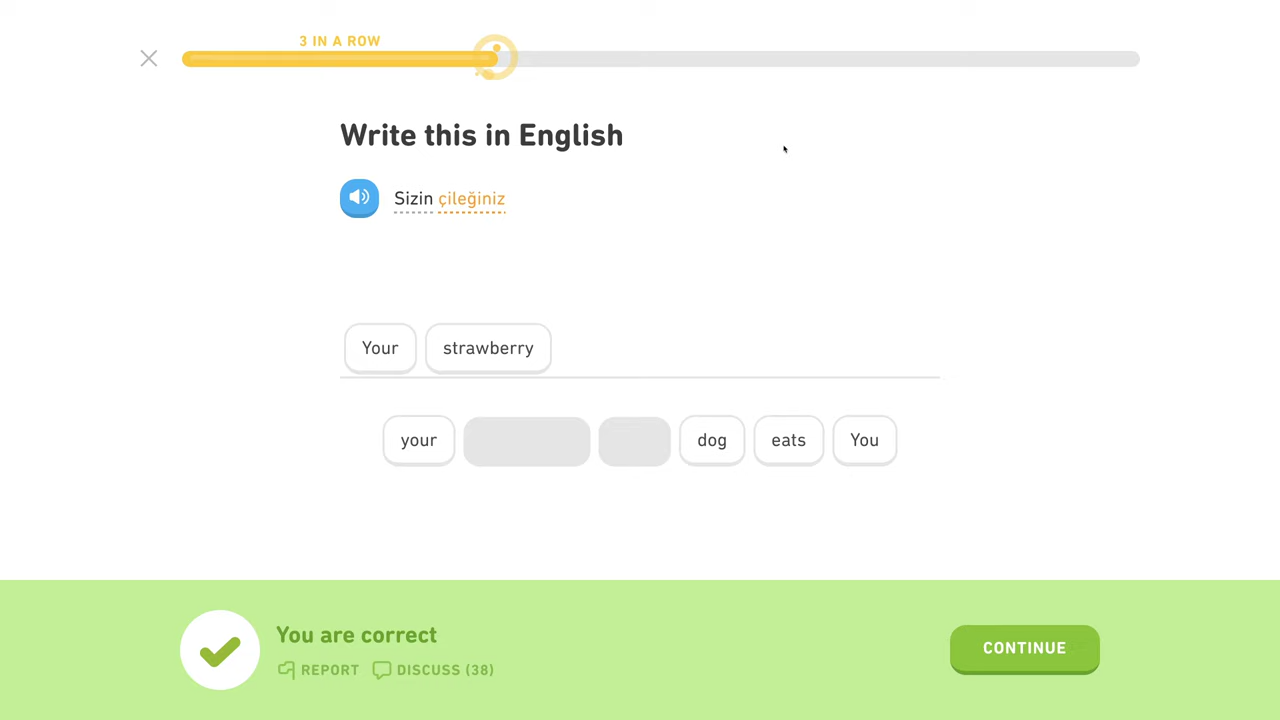 3 IN A ROW
Write this in English
Sizin çileğiniz
Your strawberry
your dog eats You
You are correct
REPORT DISCUSS (38)
CONTINUE